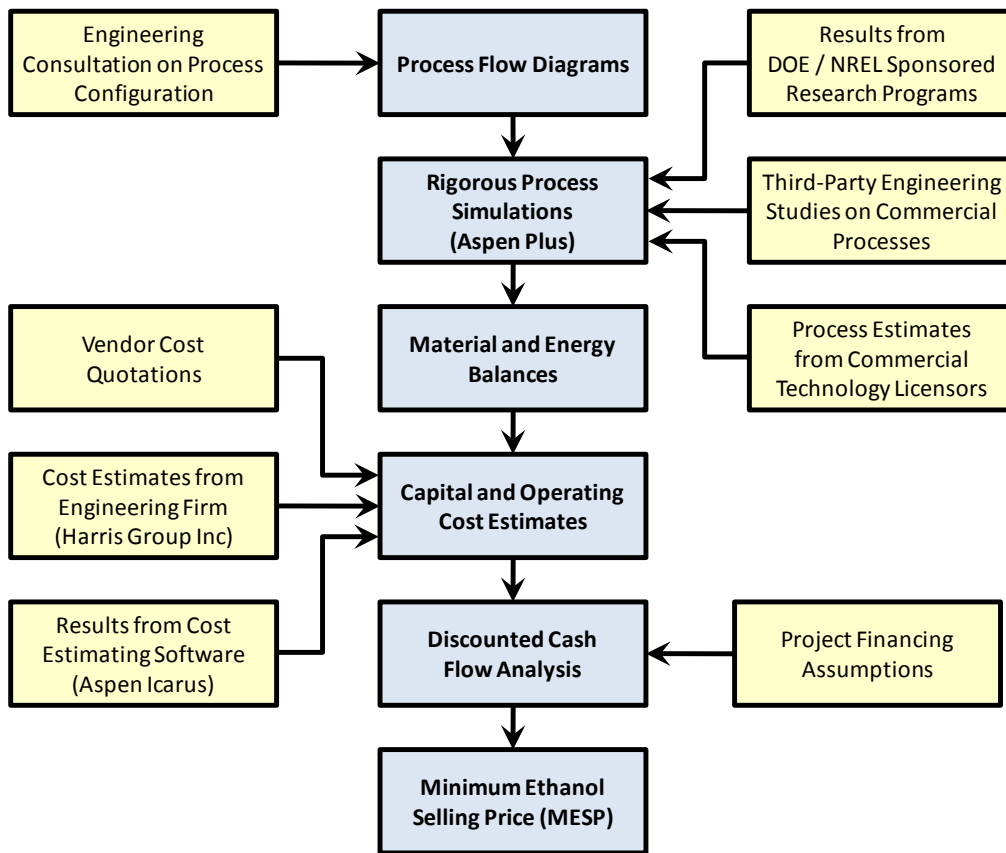 Engineering
Consultation on Process
Configuration
Process Flow Diagrams
Results from
DOE / NREL Sponsored
Research Programs
Rigorous Process
Simulations
(Aspen Plus)
Third-Party Engineering
Studies on Commercial
Processes
Vendor Cost
Quotations
Material and Energy
Balances
Process Estimates
from Commercial
Technology Licensors
Cost Estimates from
Engineering Firm
(Harris Group Inc)
Capital and Operating
Cost Estimates
Results from Cost
Estimating Software
(Aspen Icarus)
Discounted Cash
Flow Analysis
Project Financing
Assumptions
Minimum Ethanol
Selling Price (MESP)